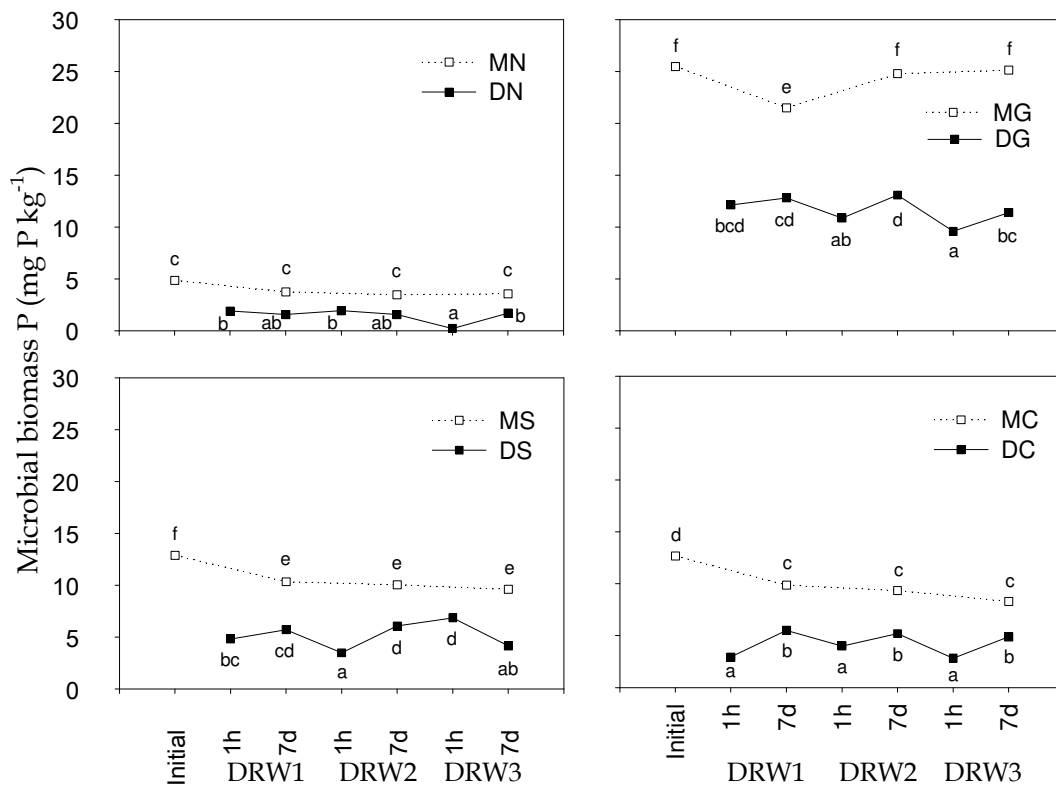 Microbial biomass P (mg P kg-1)
30
25
20
15
10
5
0
MN
DN
c c c c
b ab b ab a b
MG
DG
f e f f
bcd cd ab d a bc
30
25
20
15
10
5
0
MS
DS
f e e e
bc cd a d d ab
MC
DC
d c c c
a b a b a b
Initial 1h 7d 1h 7d 1h 7d
DRW1 DRW2 DRW3
Initial 1h 7d 1h 7d 1h 7d
DRW1 DRW2 DRW3